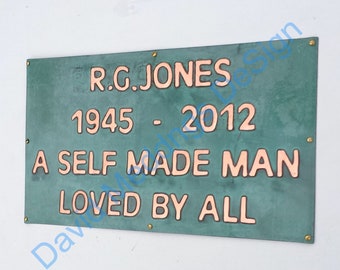 R.G.JONES
1945 - 2012
A SELF MADE MAN
LOVED BY ALL